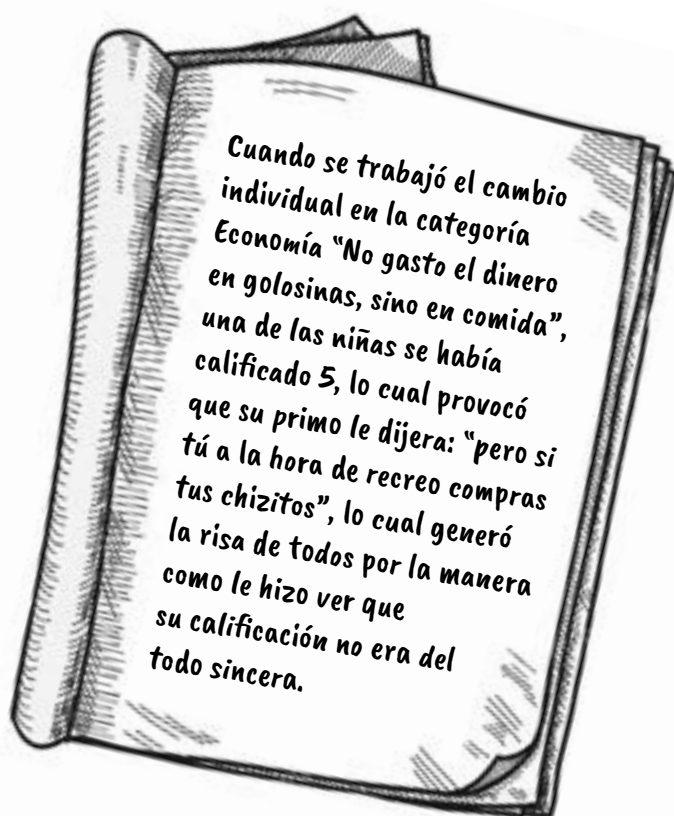 Cuando se trabajó el cambio
individual en la categoría
Economía “No gasto el dinero
en golosinas, sino en comida”,
una de las niñas se había
calificado 5, lo cual provocó
que su primo le dijera: “pero si
tú a la hora de recreo compras
tus chizitos”, lo cual generó
la risa de todos por la manera
como le hizo ver que
su calificación no era del
todo sincera.